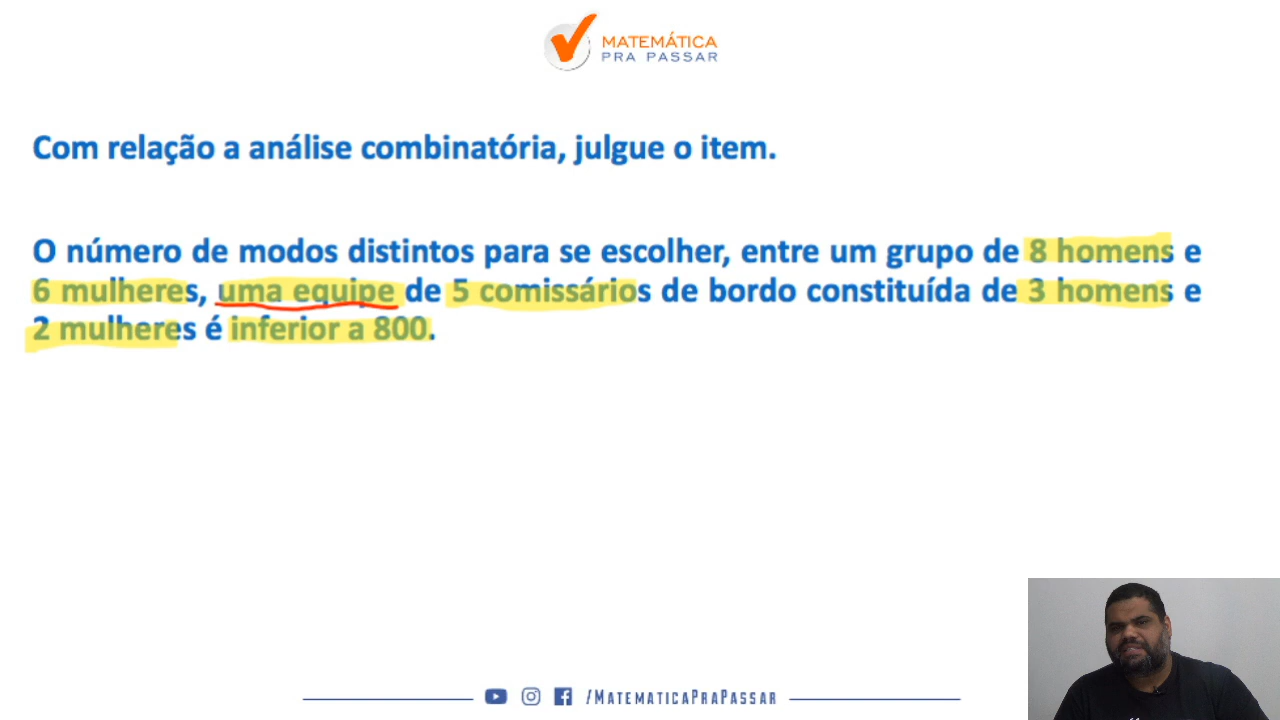 MATEMÁTICA
PRA PASSAR
Com relação a análise combinatória, julgue o item.
O número de modos distintos para se escolher, entre um grupo de 8 homens e
6 mulheres, uma equipe de 5 comissários de bordo constituída de 3 homens e
2 mulheres é inferior a 800.
/MATEMATICAPRAPASSAR